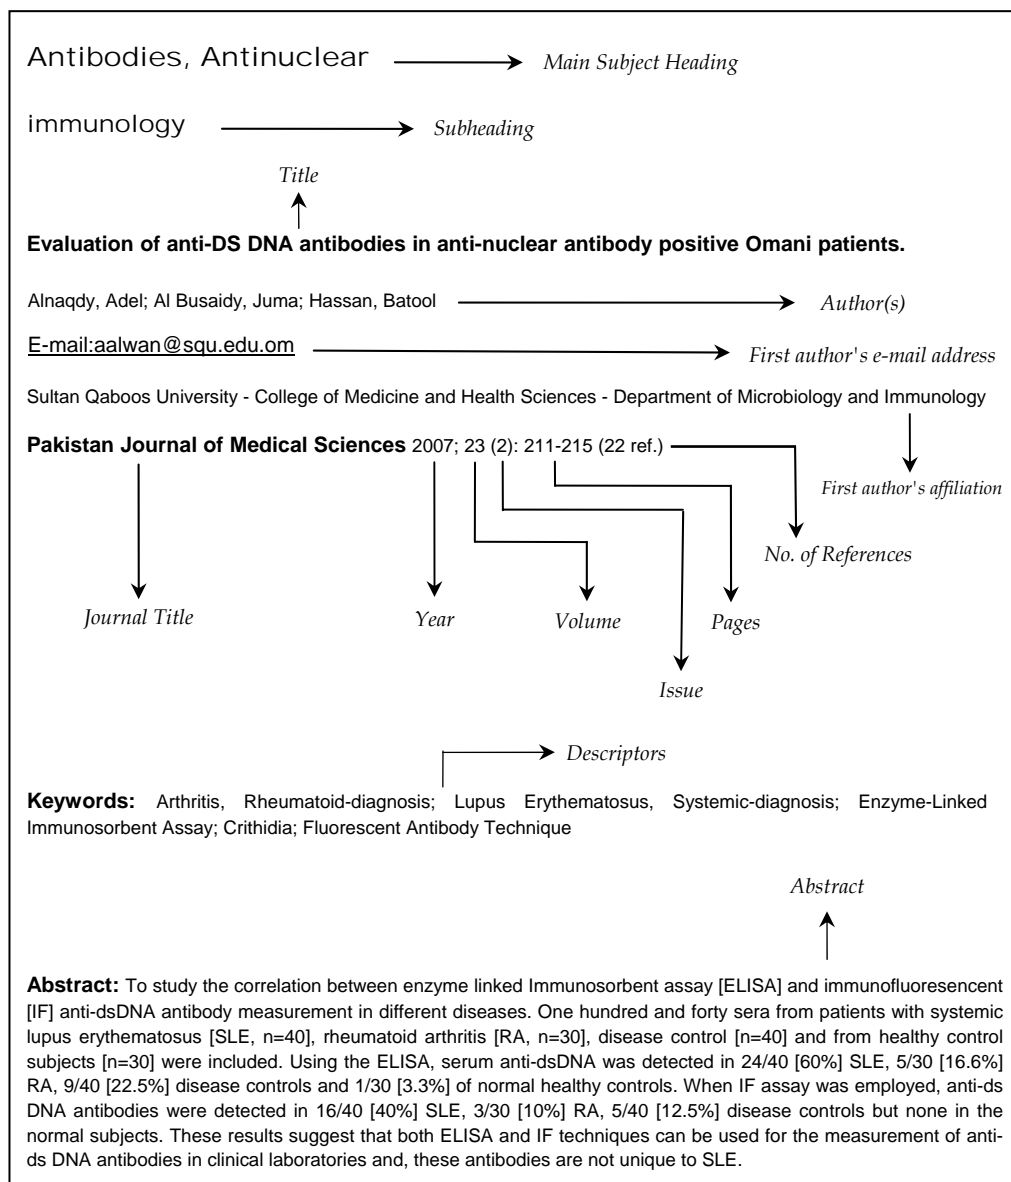 Antibodies, Antinuclear Main Subject Heading
immunology Subheading
Title
Evaluation of anti-DS DNA antibodies in anti-nuclear antibody positive Omani patients.
Alnaqdy, Adel; Al Busaidy, Juma; Hassan, Batool Author(s)
E-mail:aalwan@squ.edu.om First author's e-mail address
Sultan Qaboos University - College of Medicine and Health Sciences - Department of Microbiology and Immunology
Pakistan Journal of Medical Sciences 2007; 23 (2): 211-215 (22 ref.)
First author's affiliation
No. of References
Journal Title Year Volume Pages
Issue
Descriptors
Keywords: Arthritis, Rheumatoid-diagnosis; Lupus Erythematosus, Systemic-diagnosis; Enzyme-Linked
Immunosorbent Assay; Crithidia; Fluorescent Antibody Technique
Abstract
Abstract: To study the correlation between enzyme linked Immunosorbent assay [ELISA] and immunofluoresencent
[IF] anti-dsDNA antibody measurement in different diseases. One hundred and forty sera from patients with systemic
lupus erythematosus [SLE, n=40], rheumatoid arthritis [RA, n=30], disease control [n=40] and from healthy control
subjects [n=30] were included. Using the ELISA, serum anti-dsDNA was detected in 24/40 [60%] SLE, 5/30 [16.6%]
RA, 9/40 [22.5%] disease controls and 1/30 [3.3%] of normal healthy controls. When IF assay was employed, anti-ds
DNA antibodies were detected in 16/40 [40%] SLE, 3/30 [10%] RA, 5/40 [12.5%] disease controls but none in the
normal subjects. These results suggest that both ELISA and IF techniques can be used for the measurement of anti-
ds DNA antibodies in clinical laboratories and, these antibodies are not unique to SLE.